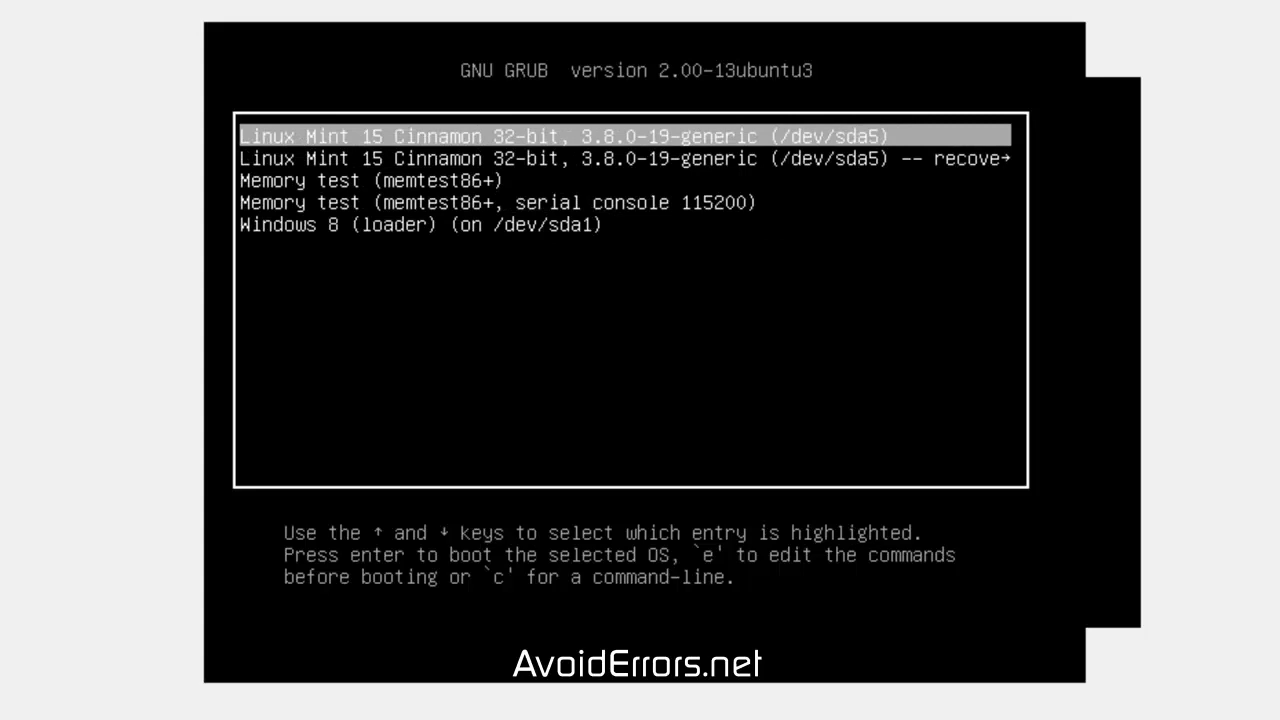 GNU GRUB  version 2.00-13ubuntu3
Linux Mint 15 Cinnamon 32-bit, 3.8.0-19-generic (/dev/sda5)
Linux Mint 15 Cinnamon 32-bit, 3.8.0-19-generic (/dev/sda5) -- recove→
Memory test (memtest86+)
Memory test (memtest86+, serial console 115200)
Windows 8 (loader) (on /dev/sda1)
Use the ↑ and ↓ keys to select which entry is highlighted.
Press enter to boot the selected OS, `e' to edit the commands
before booting or `c' for a command-line.
AvoidErrors.net